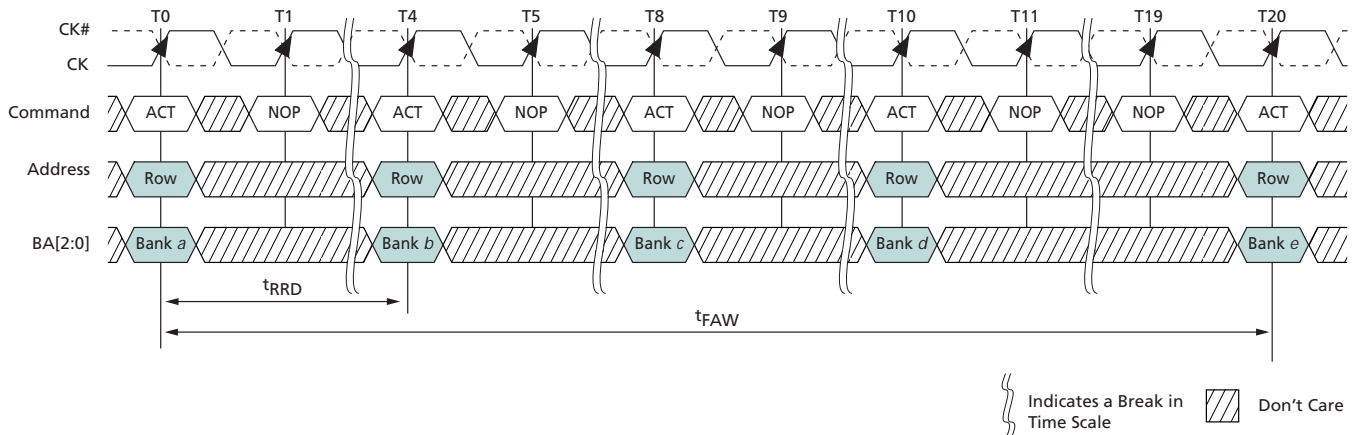 T0 T1 T4 T5 T8 T9 T10 T11 T19 T20
CK#
CK
Command ACT NOP ACT NOP ACT NOP ACT NOP NOP ACT
Address Row Row Row Row Row
BA[2:0] Bank a Bank b Bank c Bank d Bank e
tRRD
tFAW
Indicates a Break in
Time Scale
Don't Care